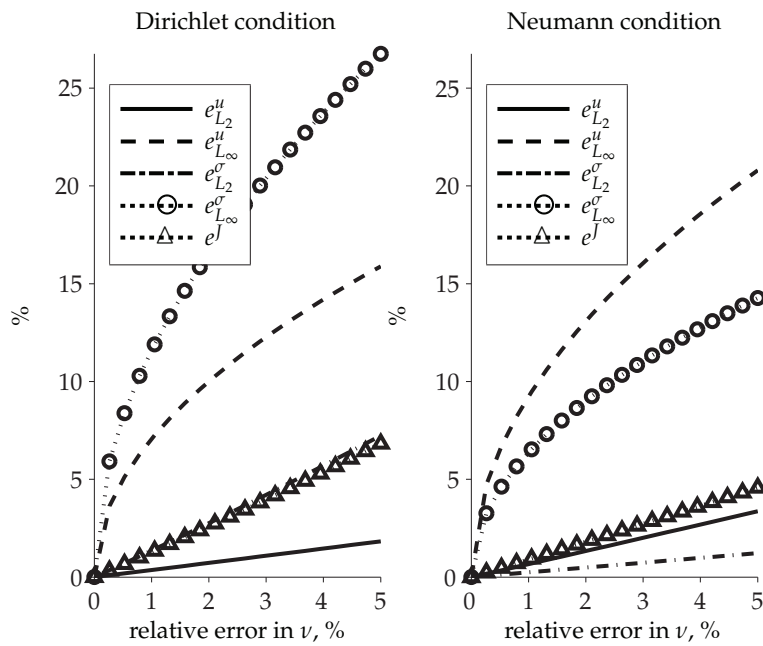 Dirichlet condition
25
20
15
10
5
0
%
e^u_{L_2}
e^u_{L_∞}
e^σ_{L_2}
e^σ_{L_∞}
e^J
0 1 2 3 4 5
relative error in ν, %
Neumann condition
25
20
15
10
5
0
%
e^u_{L_2}
e^u_{L_∞}
e^σ_{L_2}
e^σ_{L_∞}
e^J
0 1 2 3 4 5
relative error in ν, %